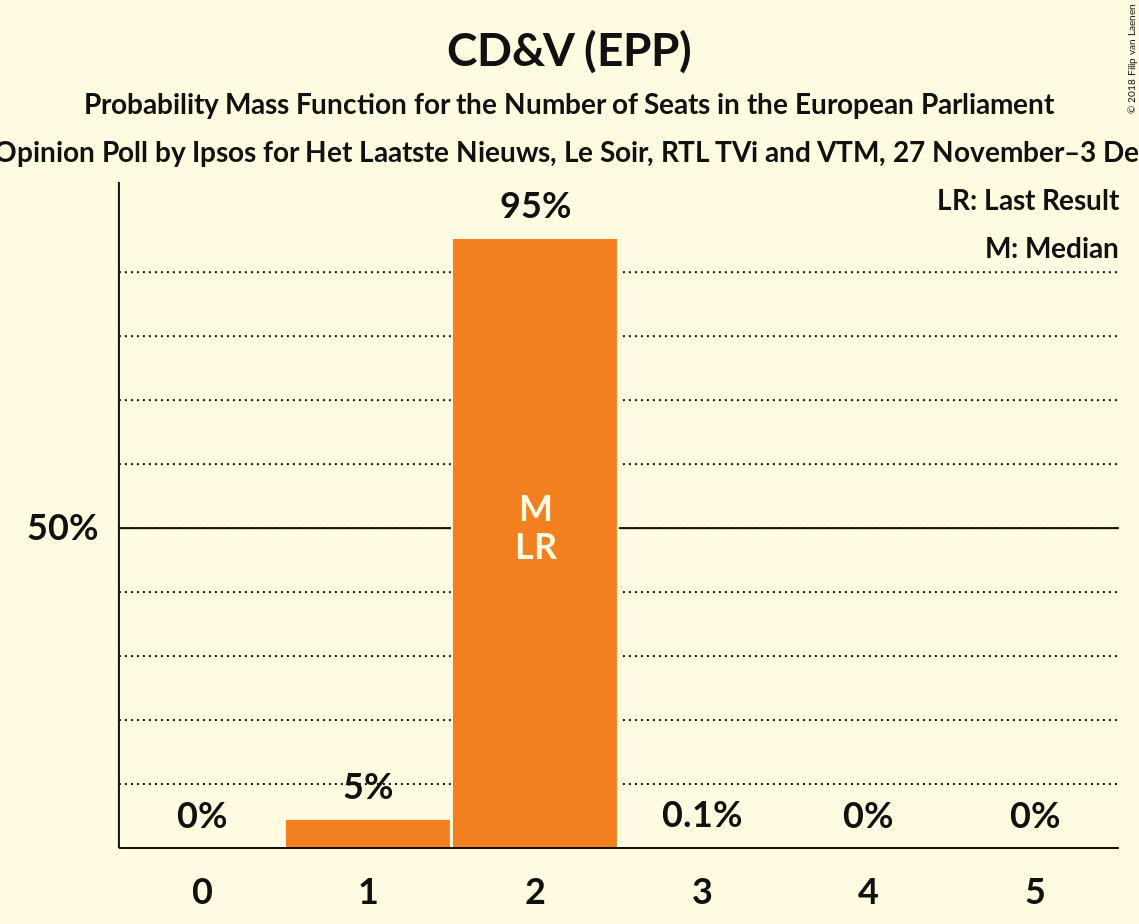 CD&V (EPP)
Probability Mass Function for the Number of Seats in the European Parliament
Opinion Poll by Ipsos for Het Laatste Nieuws, Le Soir, RTL TVi and VTM, 27 November–3 De
© 2018 Filip van Laenen
LR: Last Result
M: Median
95%
M
LR
50%
5%
0%
0.1%
0%
0%
0 1 2 3 4 5